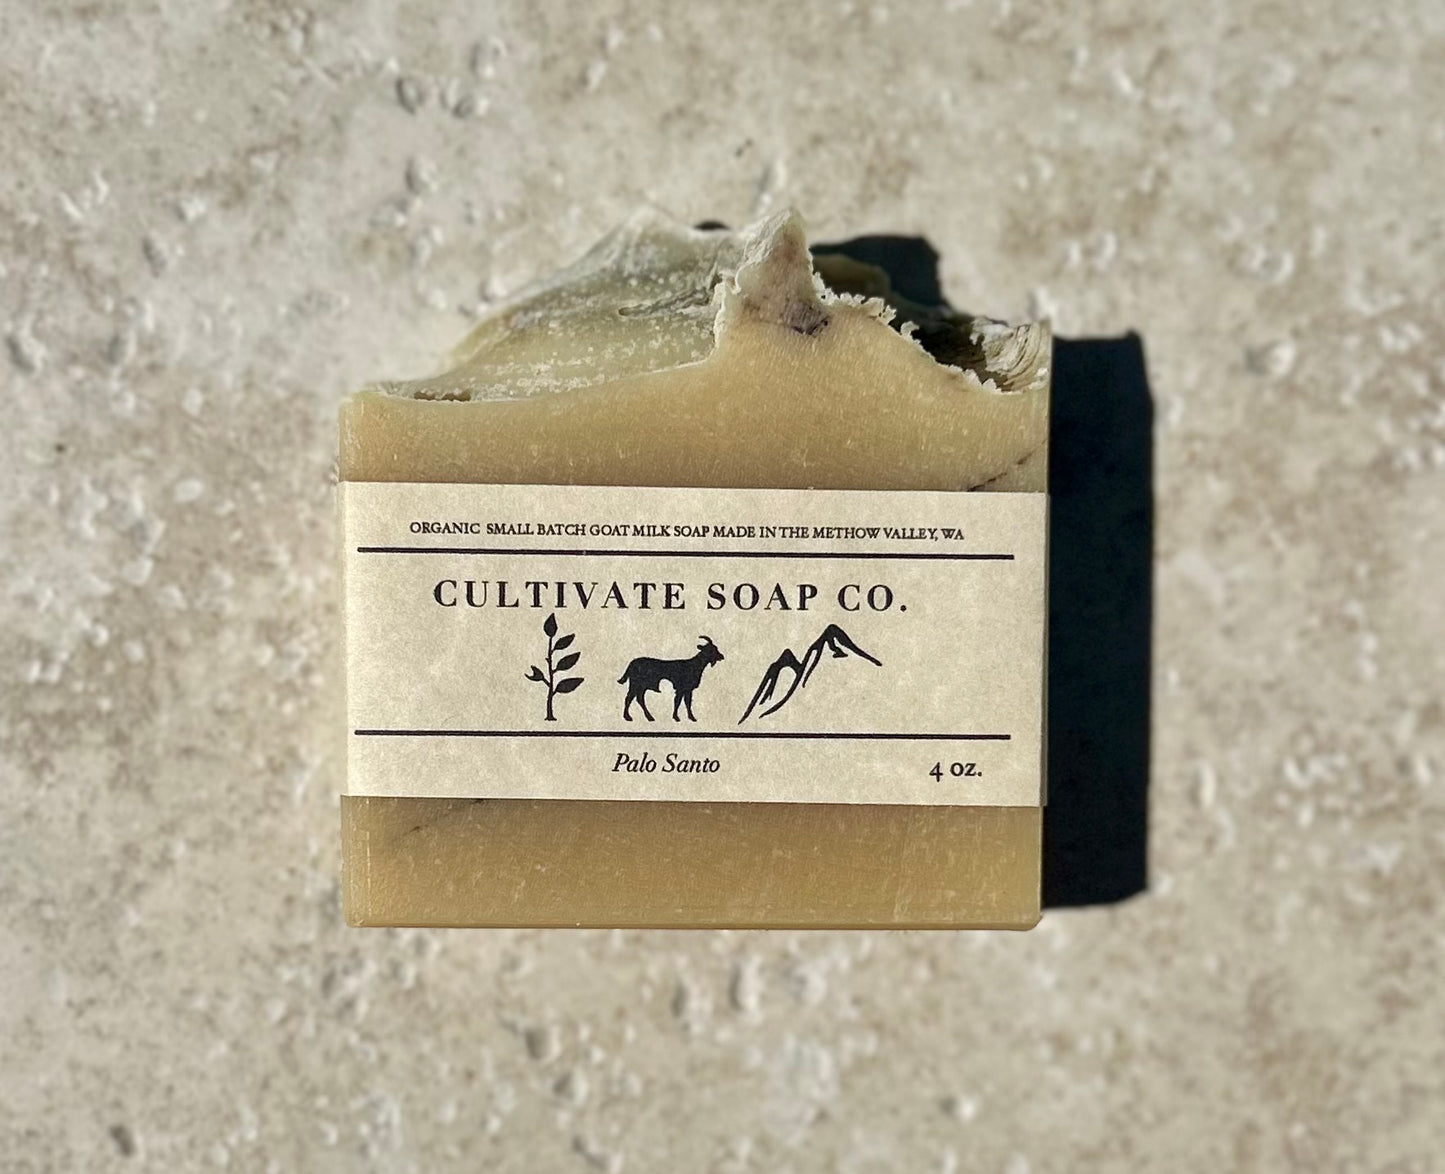 ORGANIC SMALL BATCH GOAT MILK SOAP MADE IN THE METHOW VALLEY, WA
CULTIVATE SOAP CO.
Palo Santo
4 oz.